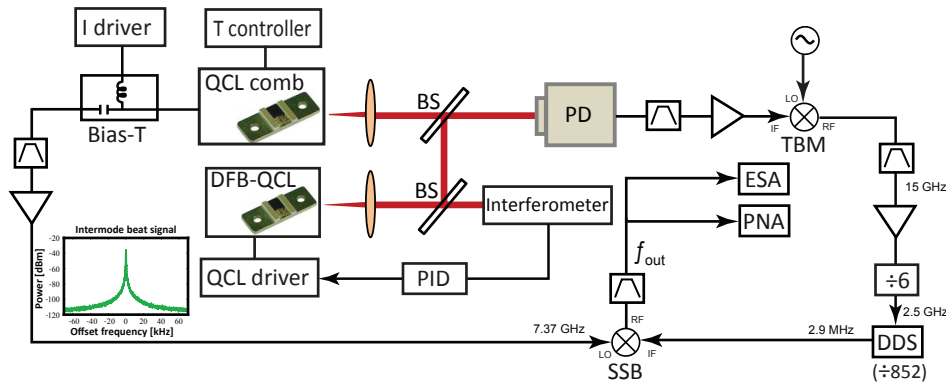 I driver
T controller
QCL comb
Bias-T
BS
PD
LO
IF
RF
TBM
DFB-QCL
BS
Interferometer
ESA
PNA
15 GHz
Intermode beat signal
Power [dBm]
-20
-40
-60
-80
-100
-120
-60
-40
-20
0
20
40
60
Offset frequency [kHz]
QCL driver
PID
fout
÷6
2.5 GHz
7.37 GHz
LO
RF
IF
SSB
2.9 MHz
DDS
(÷852)